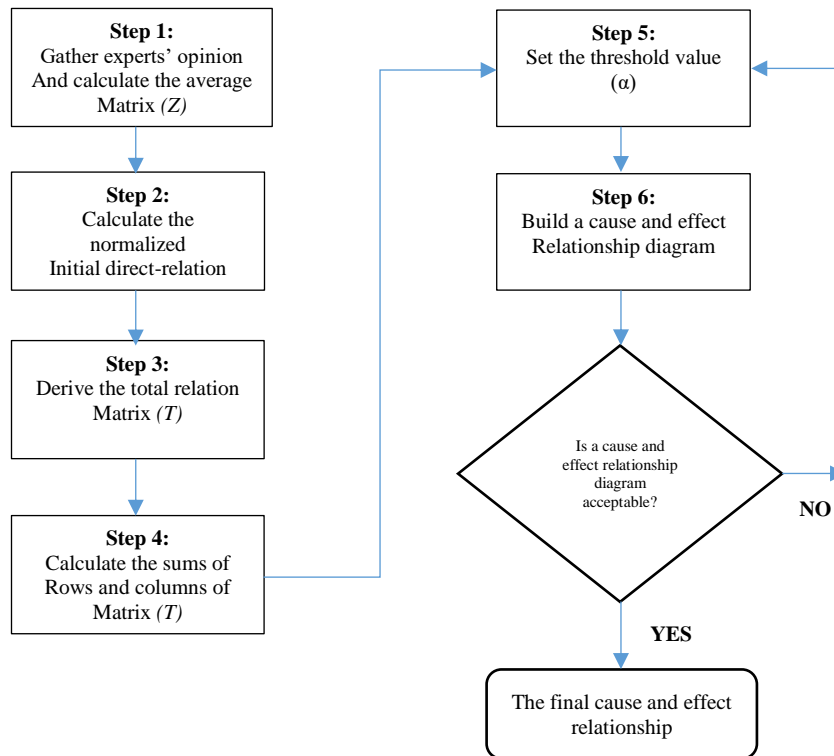 Step 1:
Gather experts’ opinion
And calculate the average
Matrix (Z)
Step 2:
Calculate the
normalized
Initial direct-relation
Step 3:
Derive the total relation
Matrix (T)
Step 4:
Calculate the sums of
Rows and columns of
Matrix (T)
Step 5:
Set the threshold value
(α)
Step 6:
Build a cause and effect
Relationship diagram
Is a cause and
effect relationship
diagram
acceptable?
NO
YES
The final cause and effect
relationship